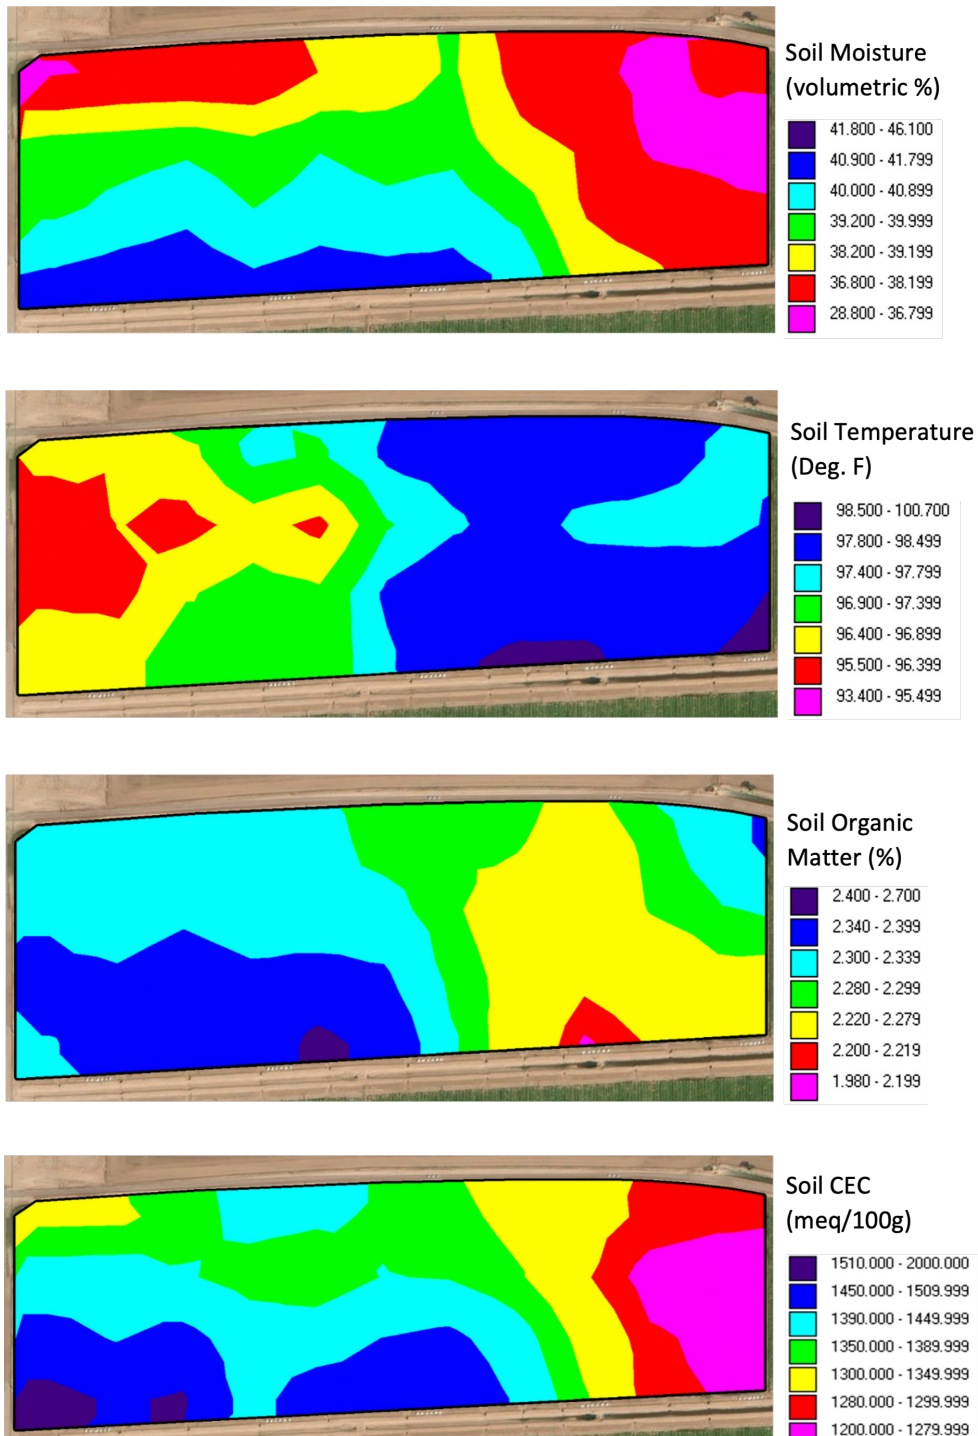 Soil Moisture
(volumetric %)
41.800 - 46.100
40.900 - 41.799
40.000 - 40.899
39.200 - 39.999
38.200 - 39.199
36.800 - 38.199
28.800 - 36.799
Soil Temperature
(Deg. F)
98.500 - 100.700
97.800 - 98.499
97.400 - 97.799
96.900 - 97.399
96.400 - 96.899
95.500 - 96.399
93.400 - 95.499
Soil Organic
Matter (%)
2.400 - 2.700
2.340 - 2.399
2.300 - 2.339
2.280 - 2.299
2.220 - 2.279
2.200 - 2.219
1.980 - 2.199
Soil CEC
(meq/100g)
1510.000 - 2000.000
1450.000 - 1509.999
1390.000 - 1449.999
1350.000 - 1389.999
1300.000 - 1349.999
1280.000 - 1299.999
1200.000 - 1279.999